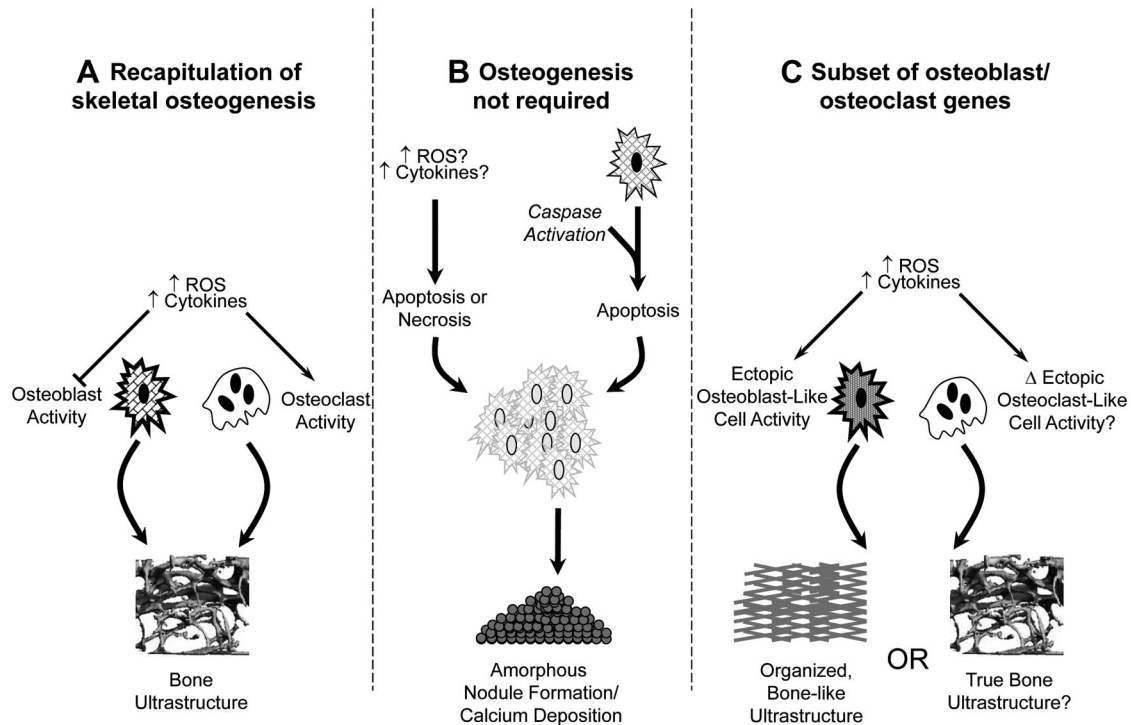 A Recapitulation of
skeletal osteogenesis
↑ ROS
↑ Cytokines
Osteoblast
Activity
Osteoclast
Activity
Bone
Ultrastructure
B Osteogenesis
not required
↑ ROS?
↑ Cytokines?
Caspase
Activation
Apoptosis or
Necrosis
Apoptosis
Amorphous
Nodule Formation/
Calcium Deposition
C Subset of osteoblast/
osteoclast genes
↑ ROS
↑ Cytokines
Ectopic
Osteoblast-Like
Cell Activity
Δ Ectopic
Osteoclast-Like
Cell Activity?
Organized,
Bone-like
Ultrastructure
OR
True Bone
Ultrastructure?